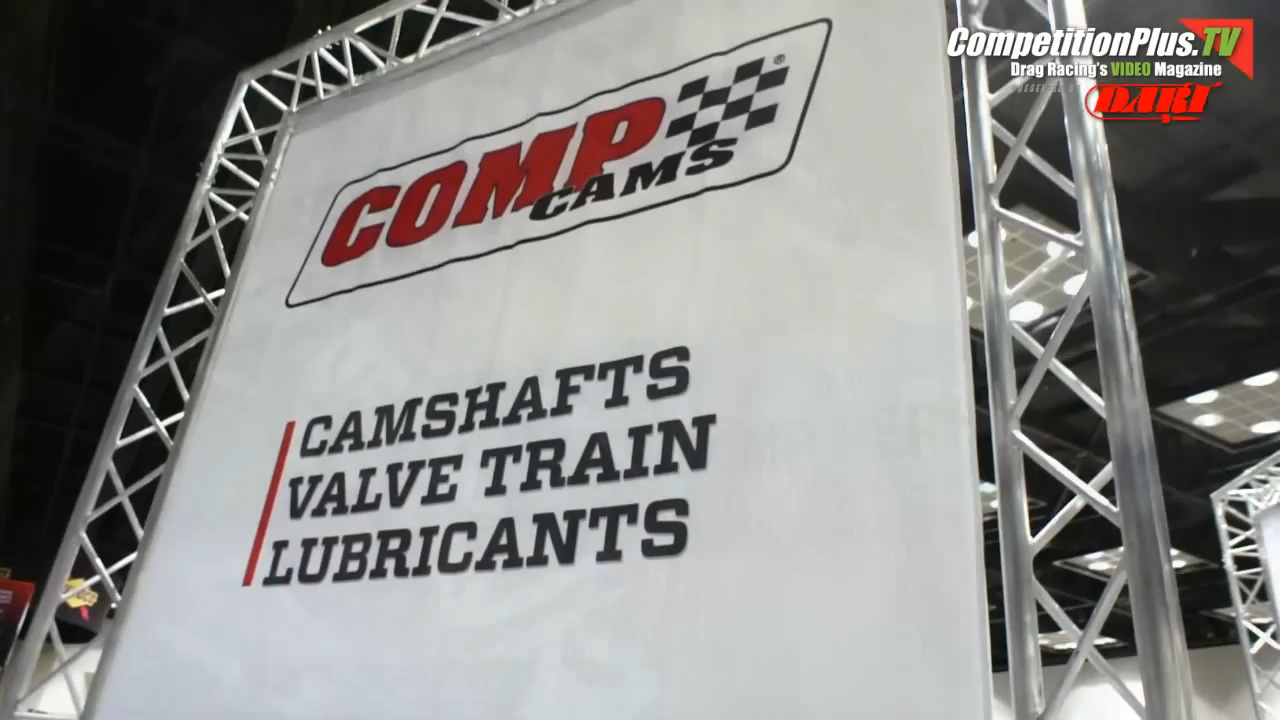 CompetitionPlus.TV
Drag Racing's VIDEO Magazine
DART
COMP
CAMS®
CAMSHAFTS
VALVE TRAIN
LUBRICANTS